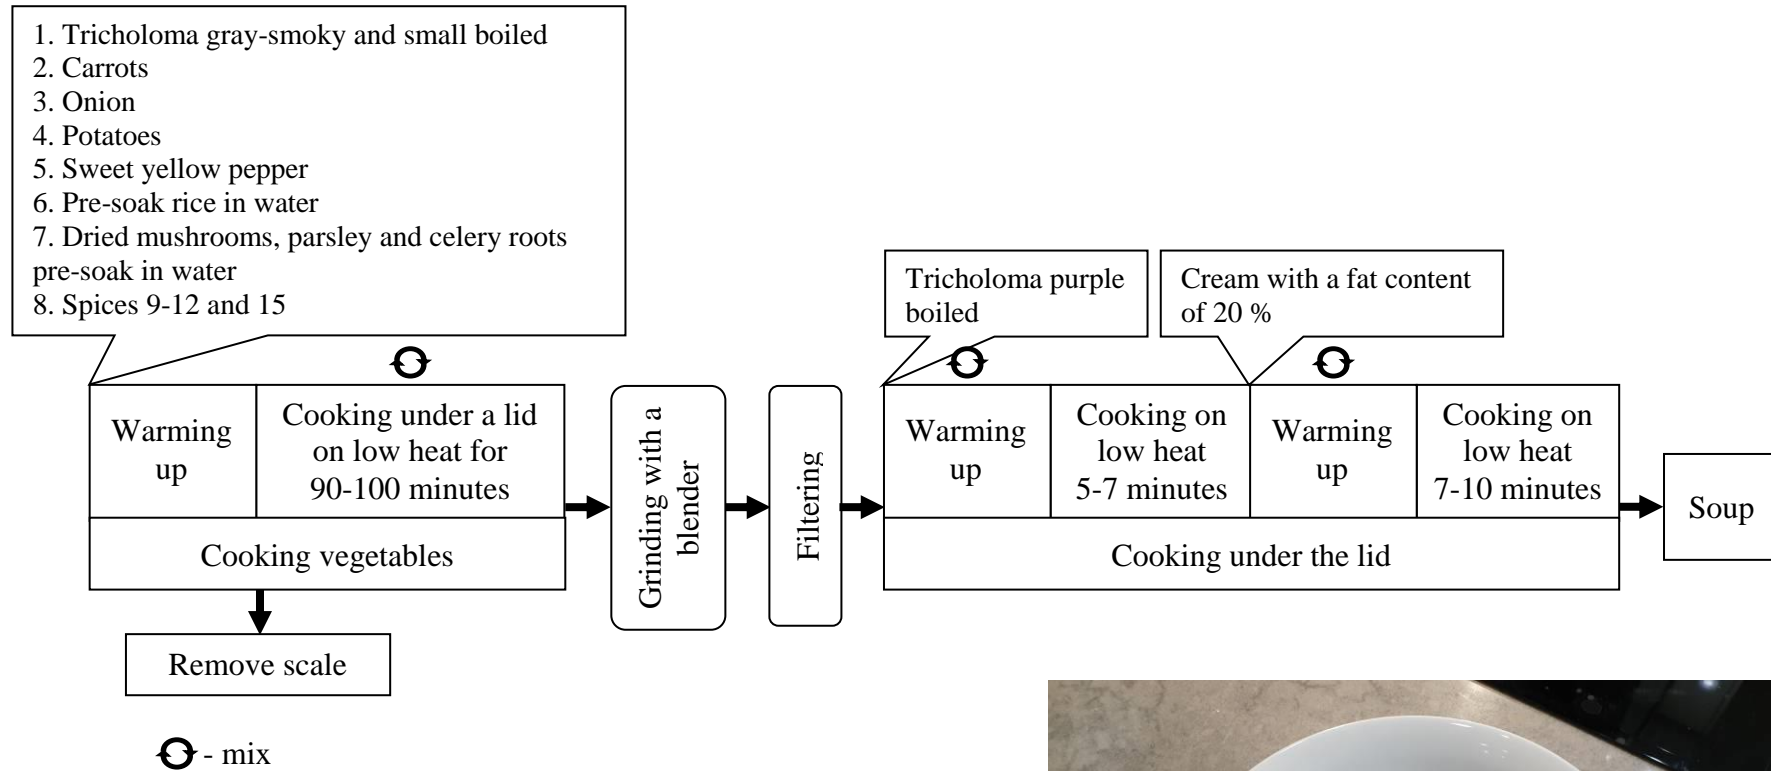 1. Tricholoma gray-smoky and small boiled
2. Carrots
3. Onion
4. Potatoes
5. Sweet yellow pepper
6. Pre-soak rice in water
7. Dried mushrooms, parsley and celery roots
pre-soak in water
8. Spices 9-12 and 15
Tricholoma purple
boiled
Cream with a fat content
of 20 %
Warming
up
Cooking under a lid
on low heat for
90-100 minutes
Cooking vegetables
Remove scale
Grinding with a
blender
Filtering
Warming
up
Cooking on
low heat
5-7 minutes
Warming
up
Cooking on
low heat
7-10 minutes
Cooking under the lid
Soup
- mix